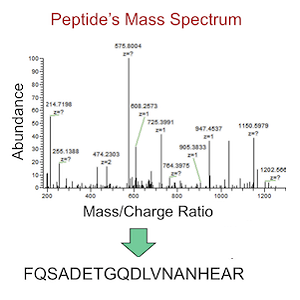 Peptide's Mass Spectrum
575.8004
z=?
100
90
80
70
60
50
40
30
20
10
0
Abundance
214.7198
z=?
608.2573
z=1
725.3991
z=1
255.1388
z=?
474.2303
z=2
764.3975
z=?
905.3833
z=1
947.4537
z=1
1150.5979
z=?
1202.566
z=?
200
400
600
800
1000
1200
Mass/Charge Ratio
FQSADETGQDLVNANHEAR